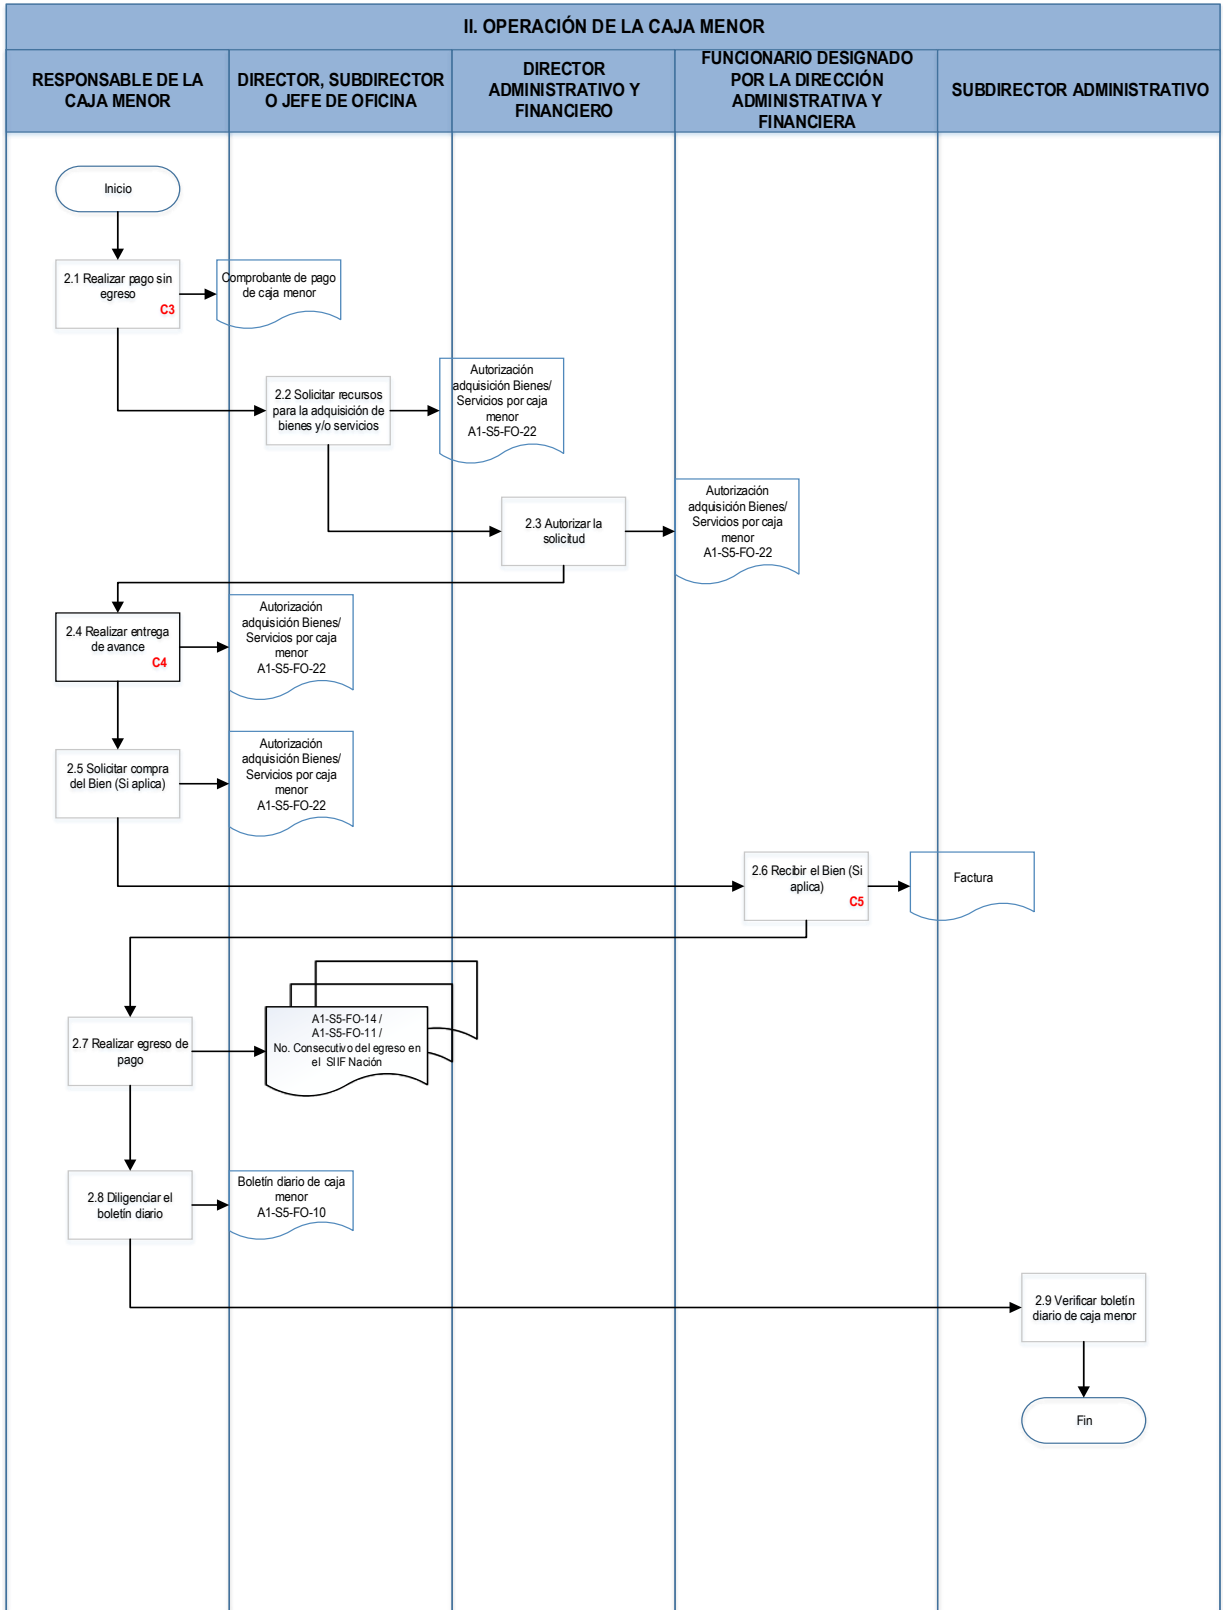 II. OPERACIÓN DE LA CAJA MENOR
RESPONSABLE DE LA
CAJA MENOR
DIRECTOR, SUBDIRECTOR
O JEFE DE OFICINA
DIRECTOR
ADMINISTRATIVO Y
FINANCIERO
FUNCIONARIO DESIGNADO
POR LA DIRECCIÓN
ADMINISTRATIVA Y
FINANCIERA
SUBDIRECTOR ADMINISTRATIVO
Inicio
2.1 Realizar pago sin
egreso
C3
Comprobante de pago
de caja menor
2.2 Solicitar recursos
para la adquisición de
bienes y/o servicios
Autorización
adquisición Bienes/
Servicios por caja
menor
A1-S5-FO-22
2.3 Autorizar la
solicitud
Autorización
adquisición Bienes/
Servicios por caja
menor
A1-S5-FO-22
2.4 Realizar entrega
de avance
C4
Autorización
adquisición Bienes/
Servicios por caja
menor
A1-S5-FO-22
2.5 Solicitar compra
del Bien (Si aplica)
Autorización
adquisición Bienes/
Servicios por caja
menor
A1-S5-FO-22
2.6 Recibir el Bien (Si
aplica)
C5
Factura
2.7 Realizar egreso de
pago
A1-S5-FO-14 /
A1-S5-FO-11 /
No. Consecutivo del egreso en
el SIIF Nación
2.8 Diligenciar el
boletín diario
Boletín diario de caja
menor
A1-S5-FO-10
2.9 Verificar boletín
diario de caja menor
Fin